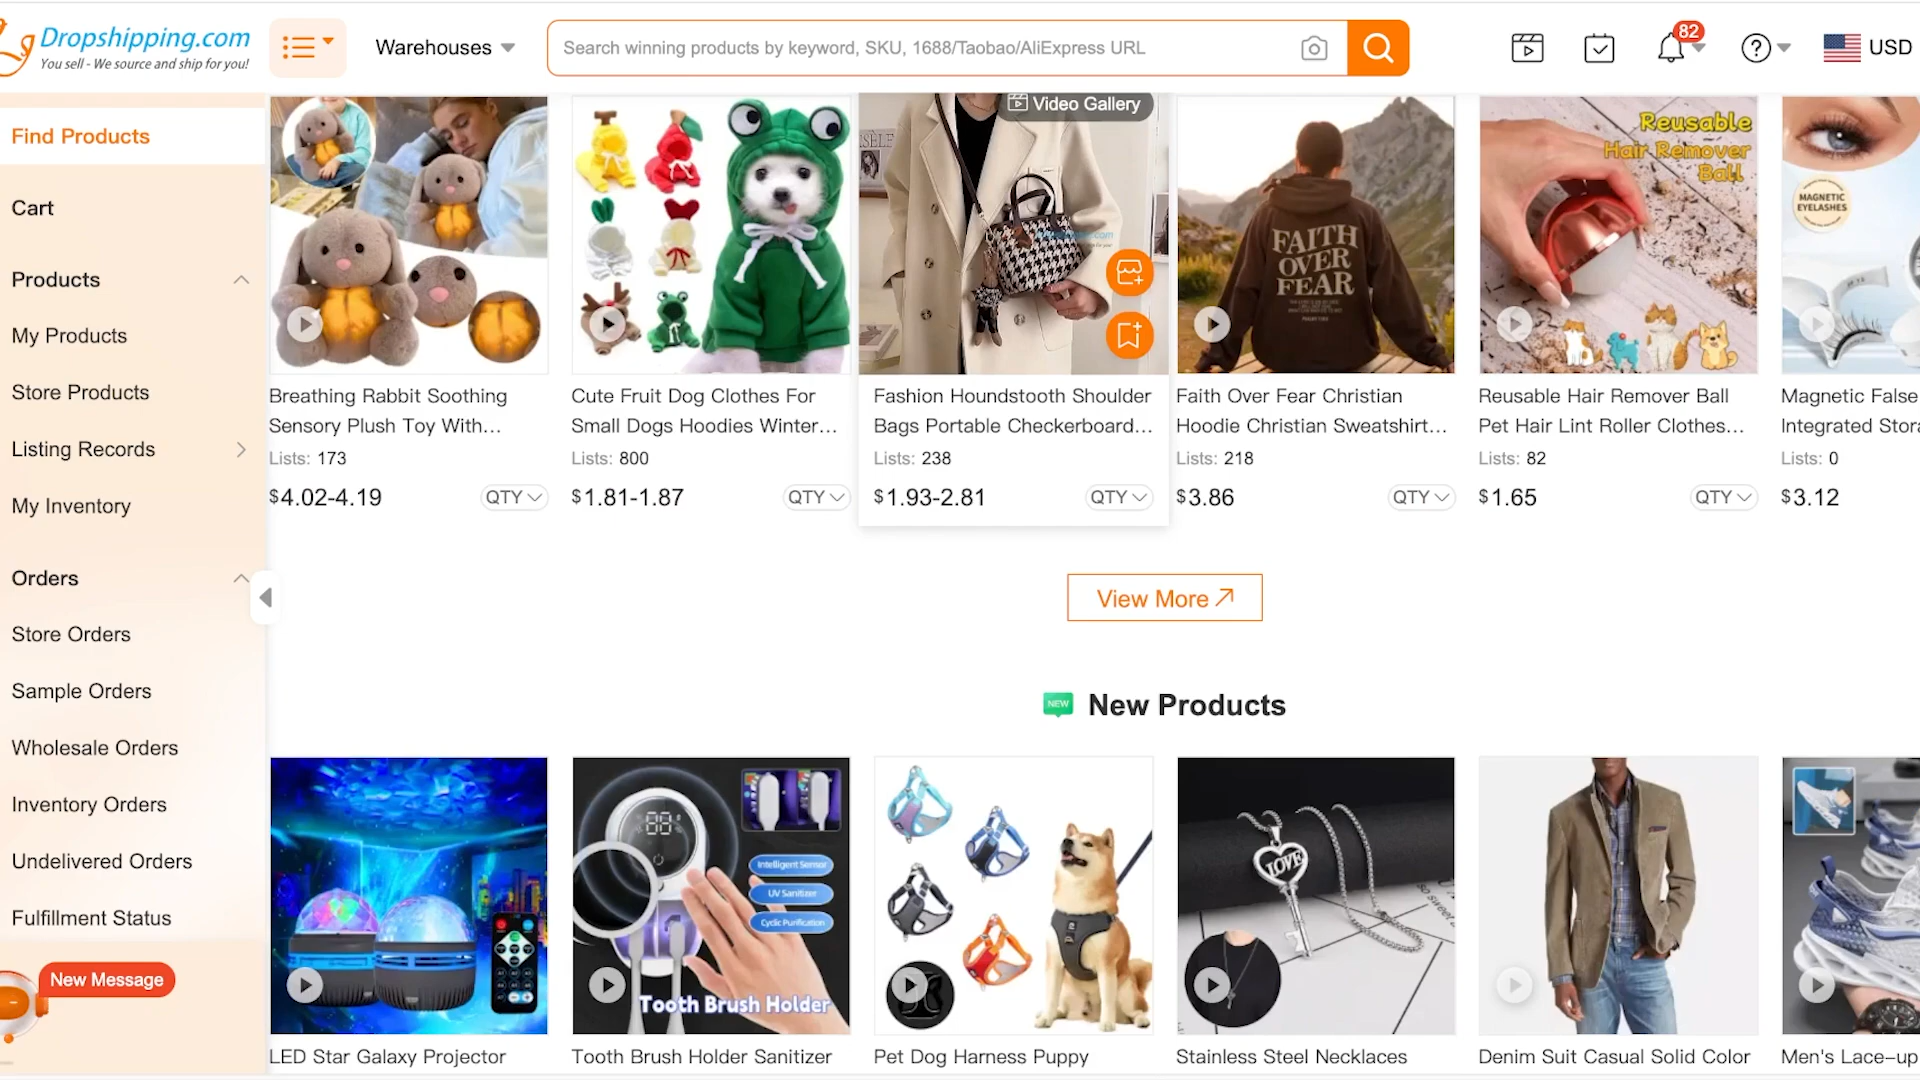 Dropshipping.com
You sell - We source and ship for you!
Warehouses
Search winning products by keyword, SKU, 1688/Taobao/AliExpress URL
82
USD
Find Products
Cart
Products
My Products
Store Products
Listing Records
My Inventory
Orders
Store Orders
Sample Orders
Wholesale Orders
Inventory Orders
Undelivered Orders
Fulfillment Status
New Message
Video Gallery
FAITH
OVER
FEAR
Reusable
Hair Remover
Ball
MAGNETIC
EYELASHES
Breathing Rabbit Soothing
Sensory Plush Toy With...
Lists: 173
$4.02-4.19
QTY
Cute Fruit Dog Clothes For
Small Dogs Hoodies Winter...
Lists: 800
$1.81-1.87
QTY
Fashion Houndstooth Shoulder
Bags Portable Checkerboard...
Lists: 238
$1.93-2.81
QTY
Faith Over Fear Christian
Hoodie Christian Sweatshirt...
Lists: 218
$3.86
QTY
Reusable Hair Remover Ball
Pet Hair Lint Roller Clothes...
Lists: 82
$1.65
QTY
Magnetic False
Integrated Stora
Lists: 0
$3.12
View More
NEW
New Products
88
Intelligent Sensor
UV Sanitizer
Cyclic Purification
Tooth Brush Holder
LOVE
LED Star Galaxy Projector
Tooth Brush Holder Sanitizer
Pet Dog Harness Puppy
Stainless Steel Necklaces
Denim Suit Casual Solid Color
Men's Lace-up